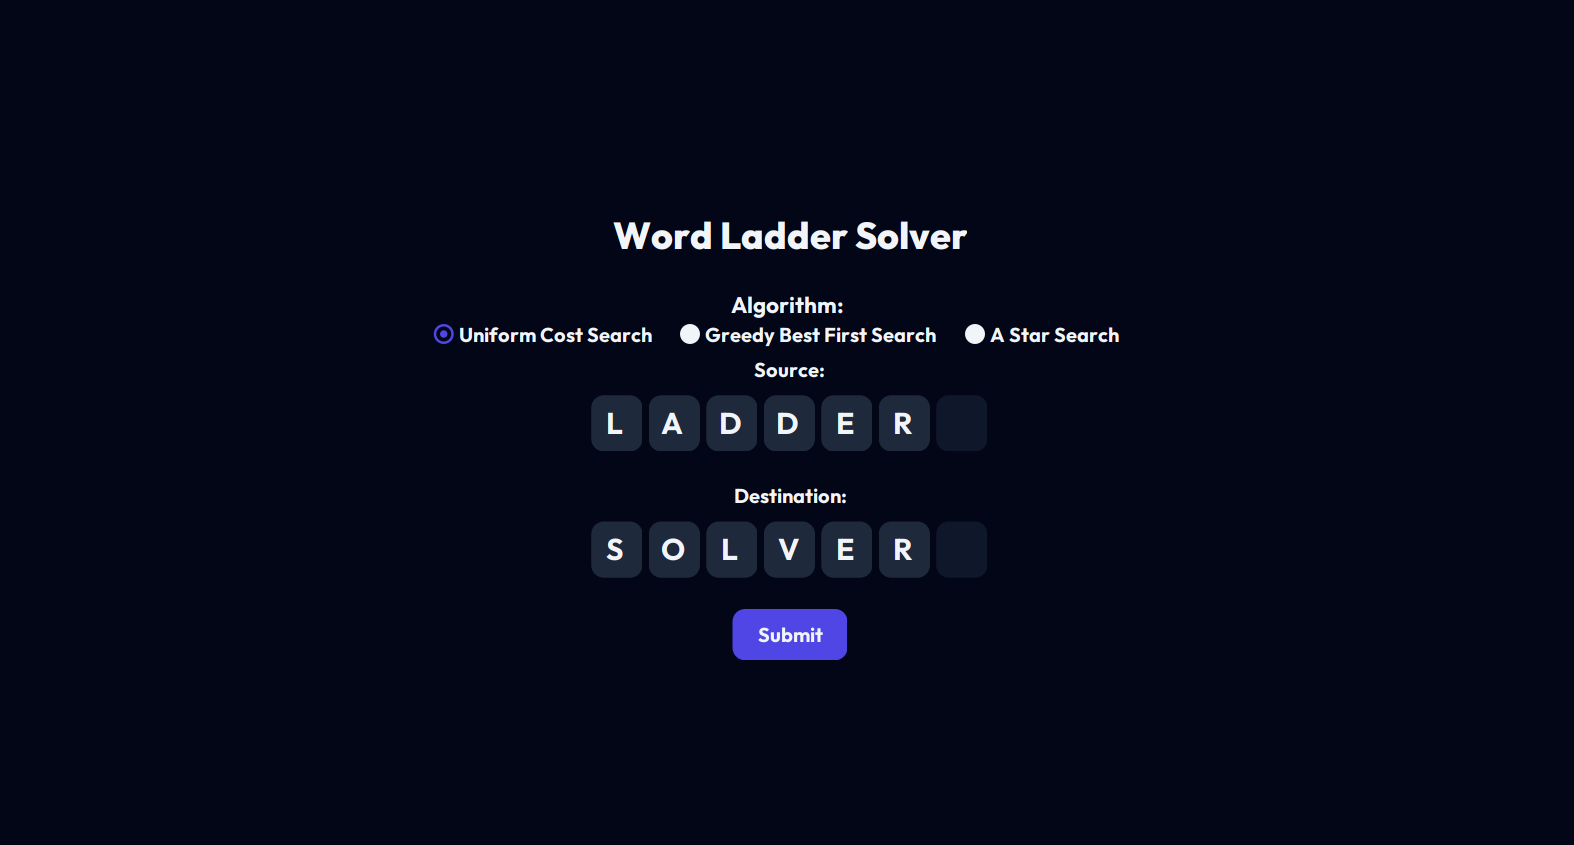 Word Ladder Solver
Algorithm:
Uniform Cost Search Greedy Best First Search A Star Search
Source:
L A D D E R
Destination:
S O L V E R
Submit